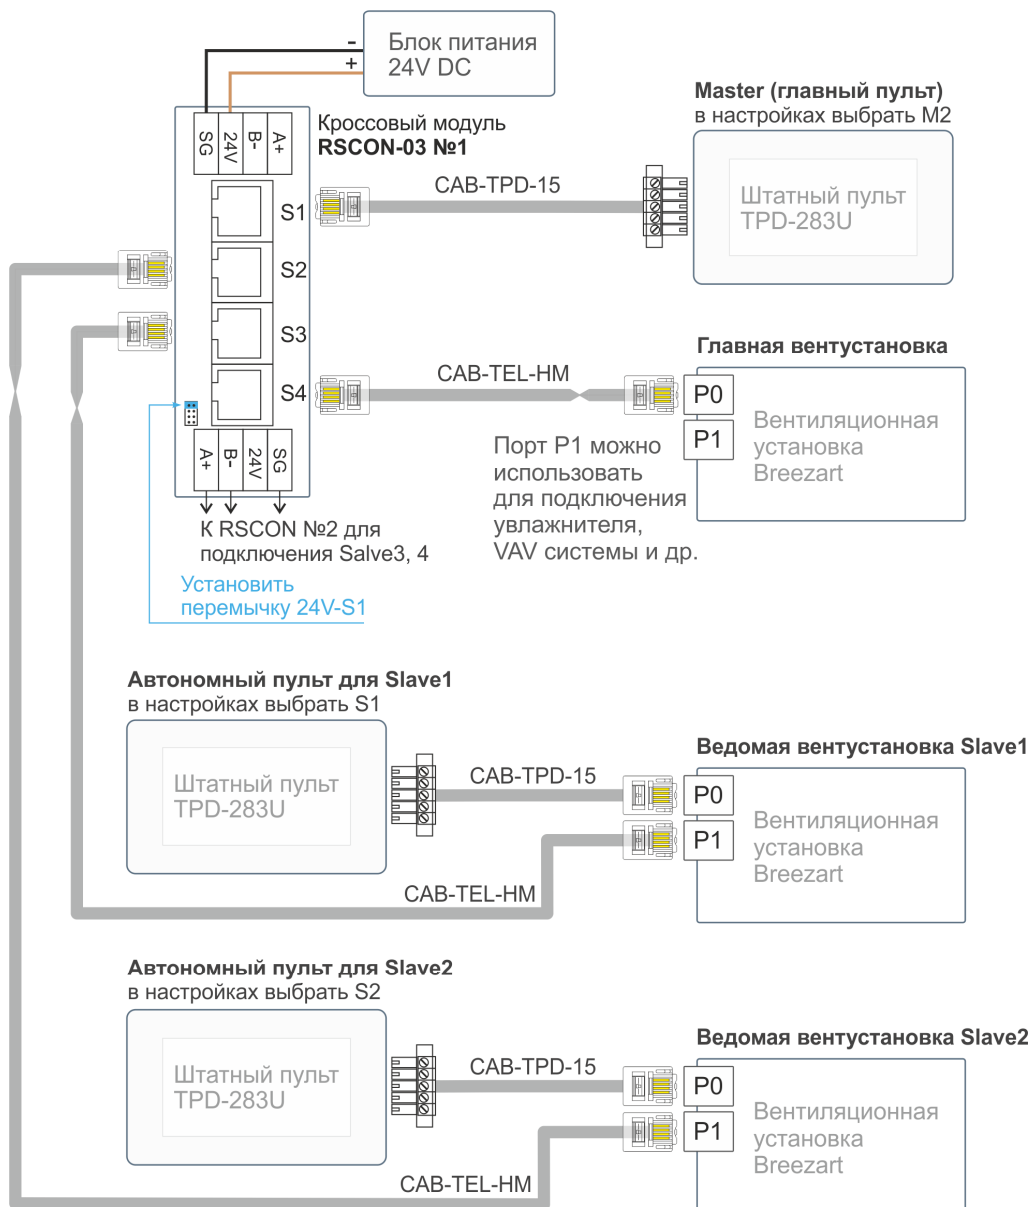 Блок питания
24V DC
-
+
Master (главный пульт)
в настройках выбрать M2
Кроссовый модуль
RSCON-03 №1
SG
24V
B-
A+
CAB-TPD-15
Штатный пульт
TPD-283U
S1
S2
S3
S4
Главная вентустановка
CAB-TEL-HM
P0
P1
Вентиляционная
установка
Breezart
Порт P1 можно
использовать
для подключения
увлажнителя,
VAV системы и др.
A+
B-
24V
SG
К RSCON №2 для
подключения Salve3, 4
Установить
перемычку 24V-S1
Автономный пульт для Slave1
в настройках выбрать S1
Штатный пульт
TPD-283U
CAB-TPD-15
Ведомая вентустановка Slave1
P0
P1
Вентиляционная
установка
Breezart
CAB-TEL-HM
Автономный пульт для Slave2
в настройках выбрать S2
Штатный пульт
TPD-283U
CAB-TPD-15
Ведомая вентустановка Slave2
P0
P1
Вентиляционная
установка
Breezart
CAB-TEL-HM